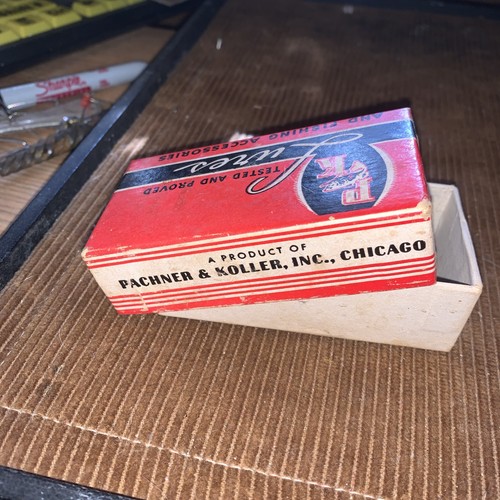 AND FISHING ACCESSORIES
Lures
TESTED AND PROVED
P K
A PRODUCT OF
PACHNER & KOLLER, INC., CHICAGO
Sharpie